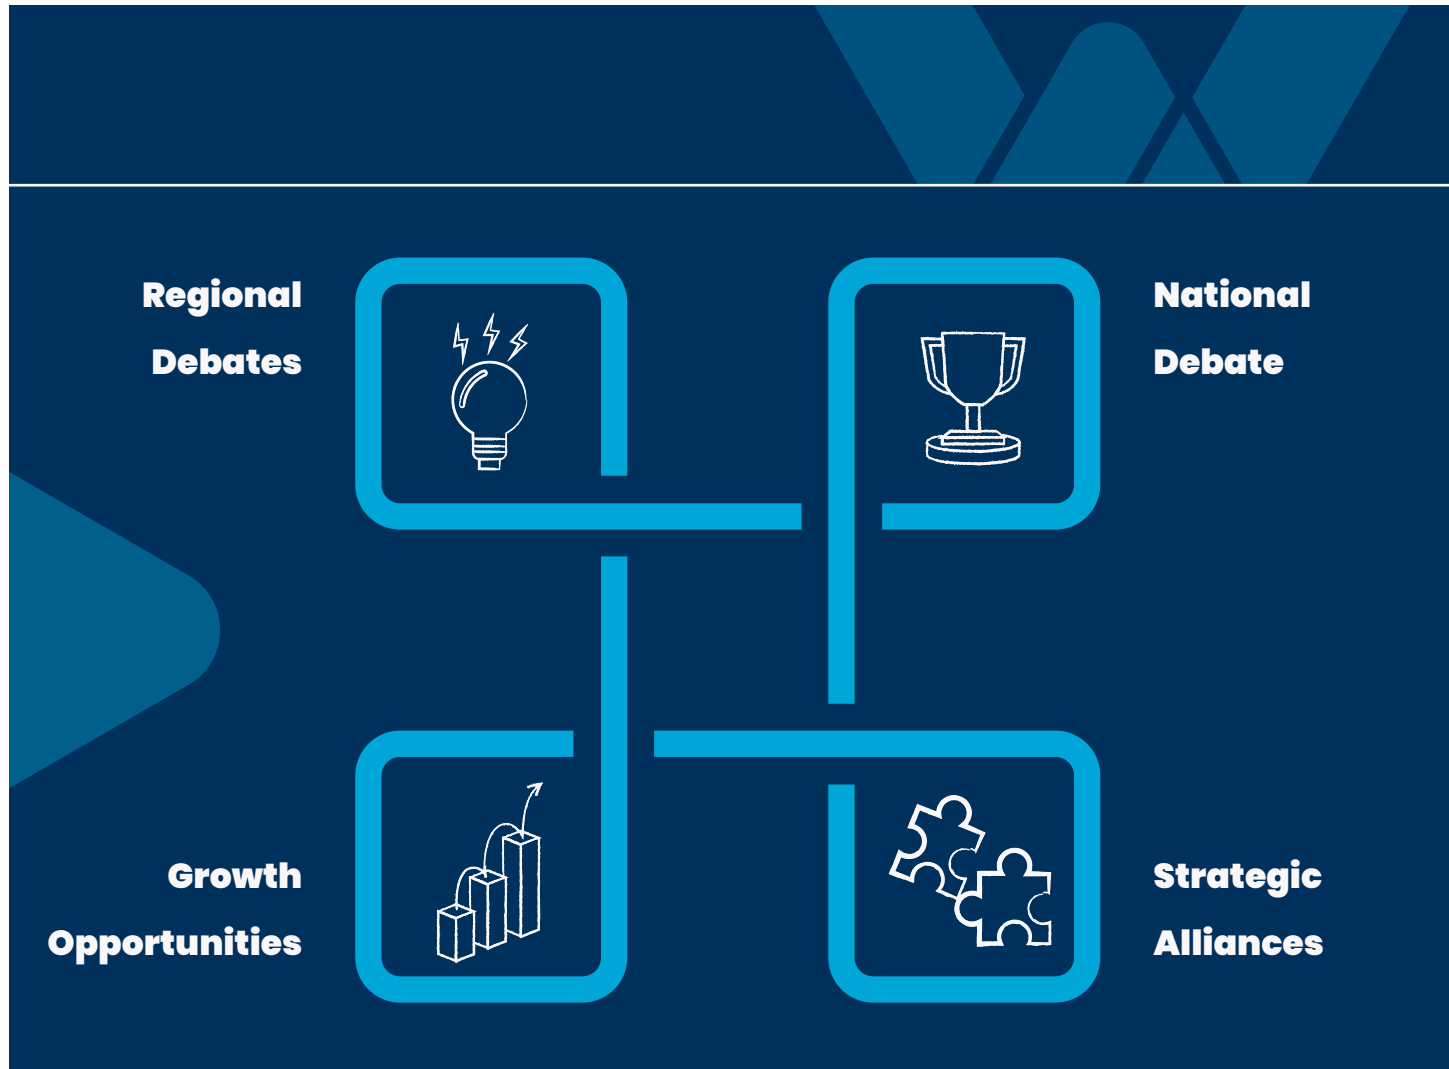 Regional
Debates
National
Debate
Growth
Opportunities
Strategic
Alliances